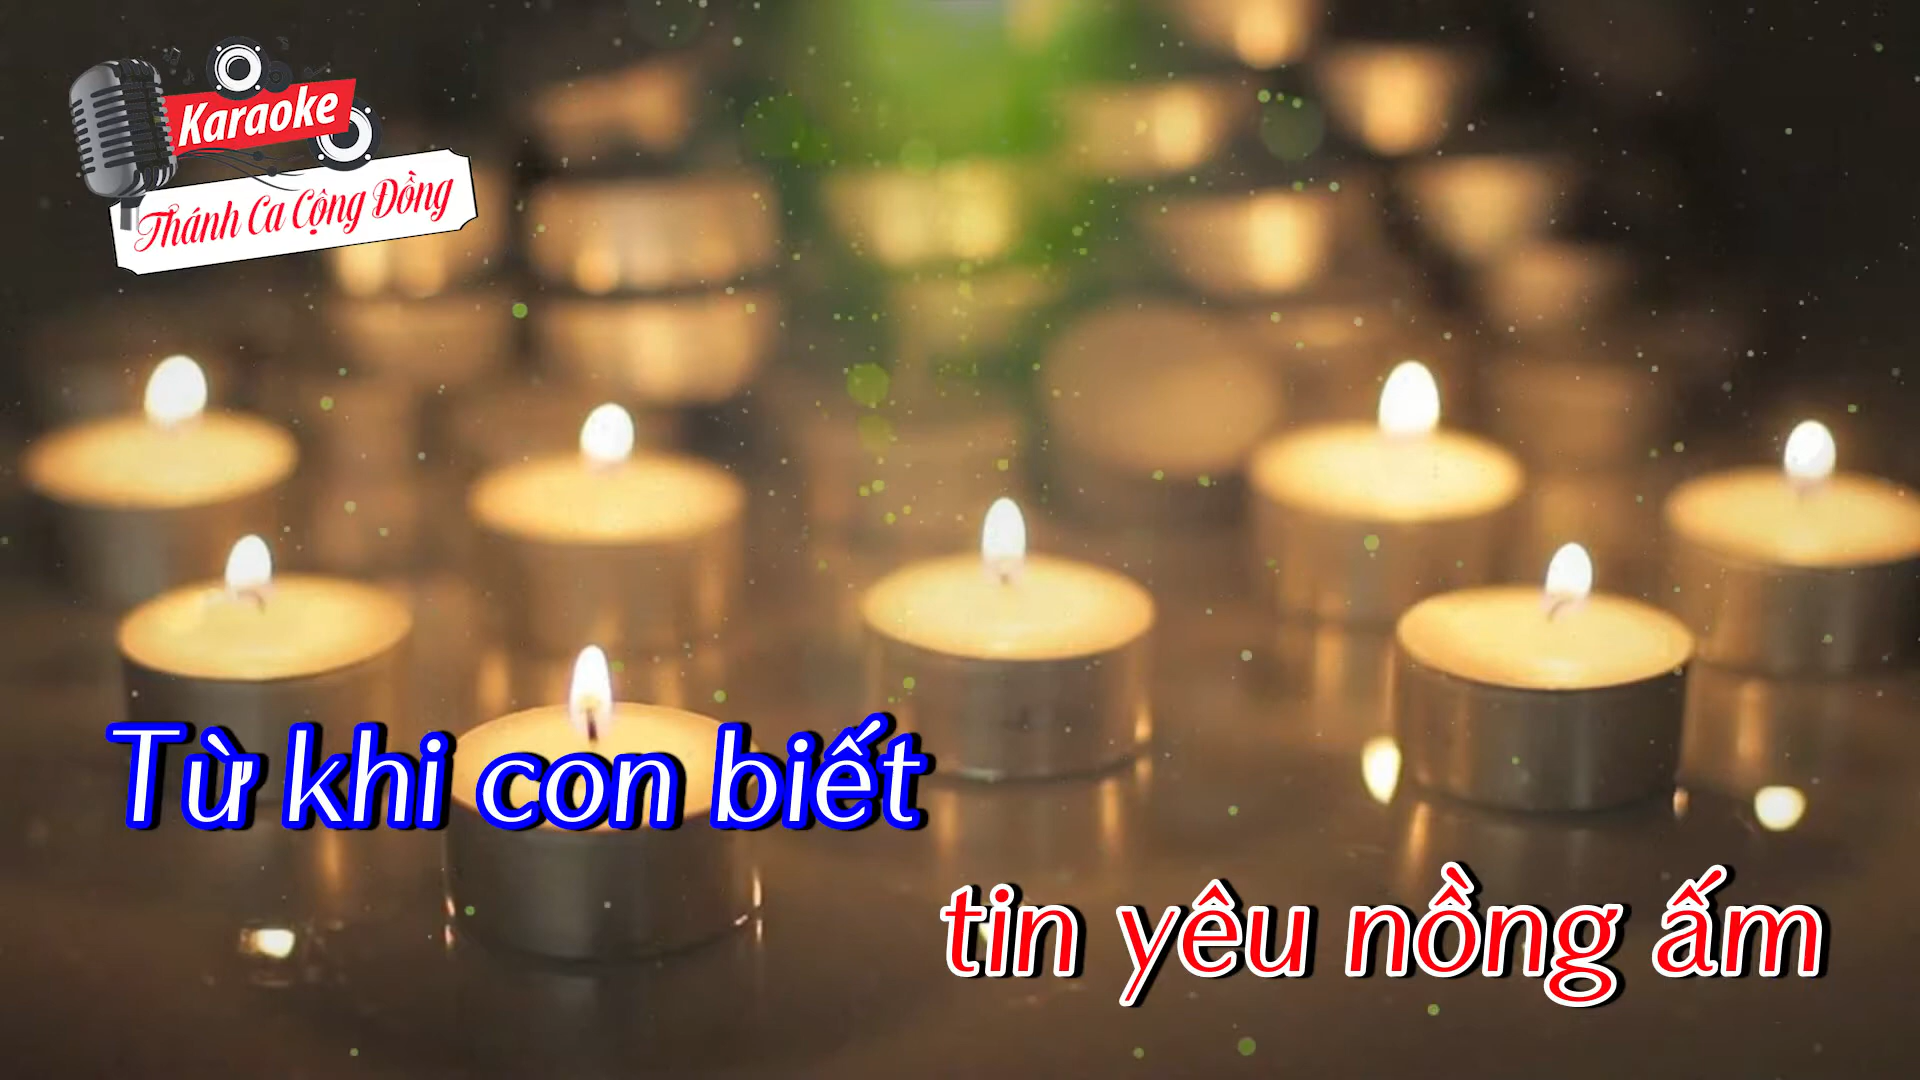 Karaoke
Thánh Ca Cộng Đồng
Từ khi con biết
tin yêu nồng ấm